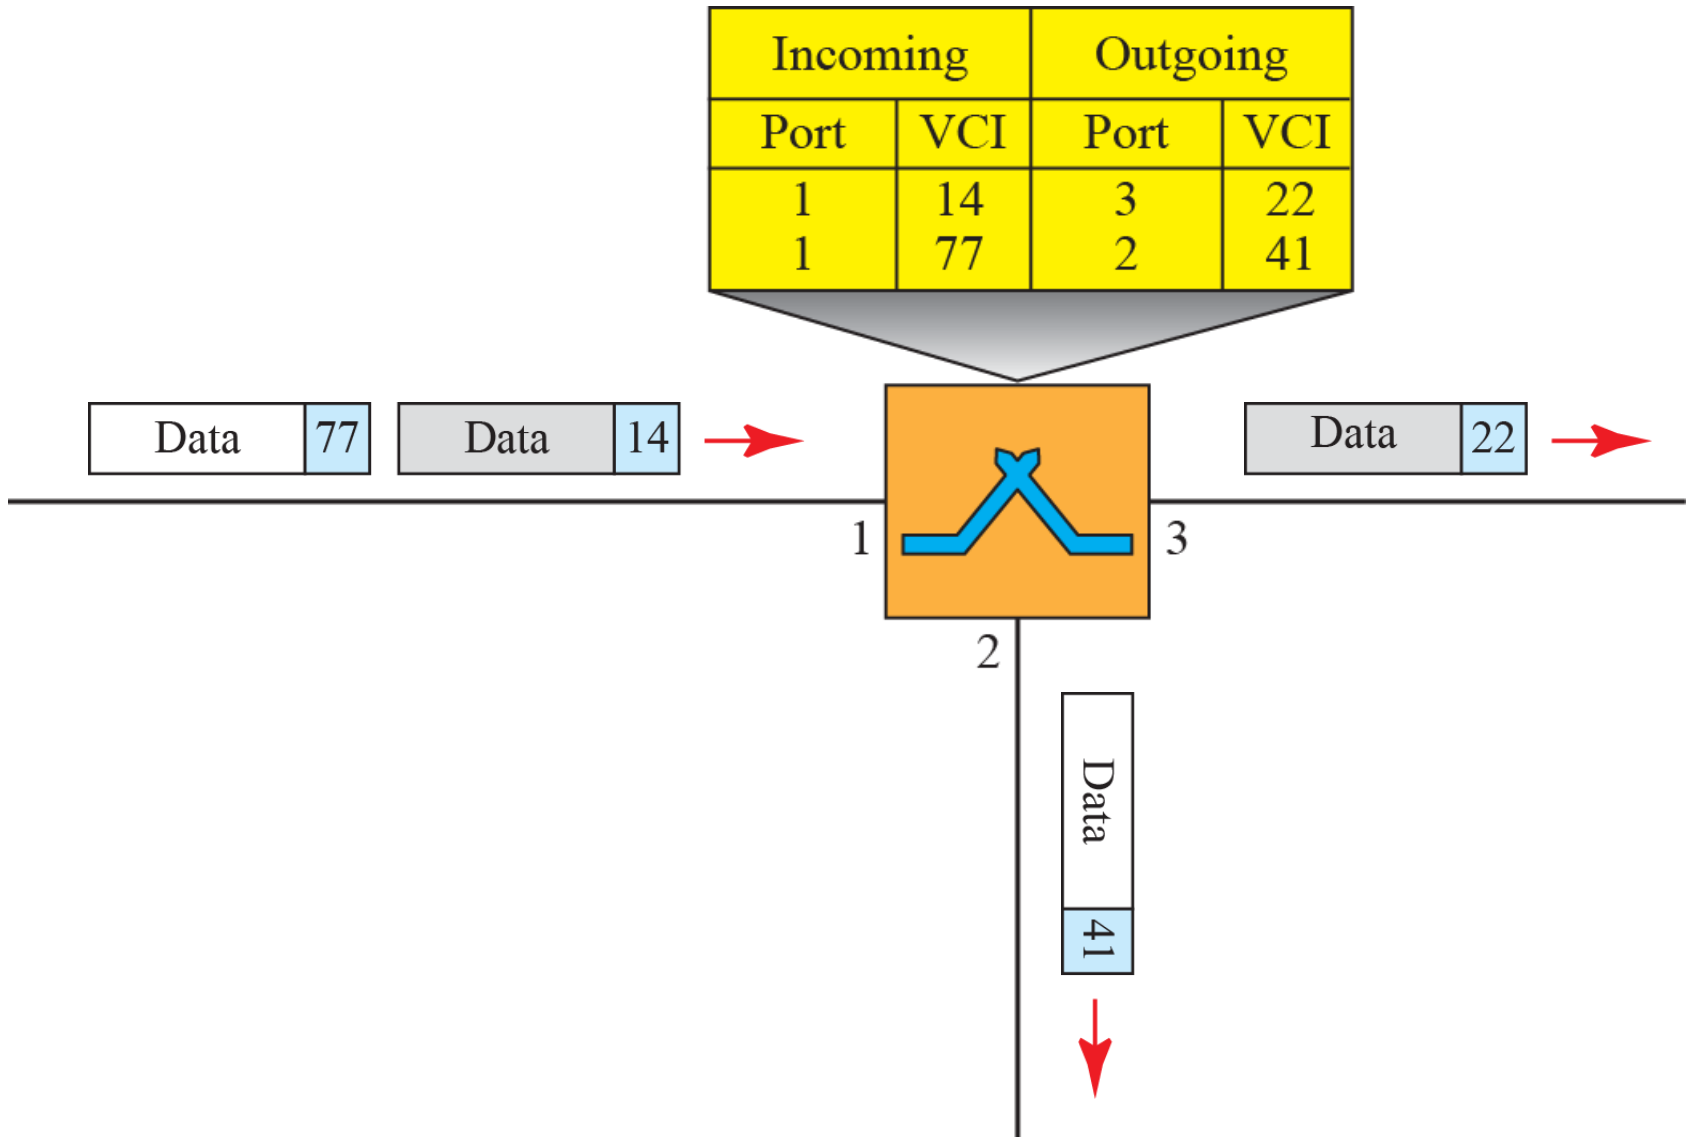 Incoming Outgoing
Port VCI Port VCI
1 14 3 22
1 77 2 41
Data 77 Data 14 Data 22
1 3
2
Data 41